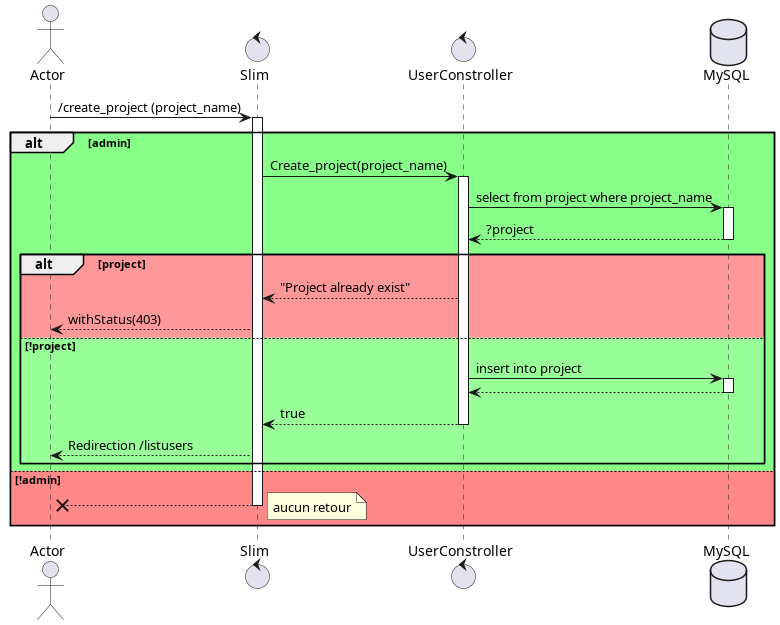 Actor
Slim
UserConstroller
MySQL
/create_project (project_name)
alt
[admin]
Create_project(project_name)
select from project where project_name
?project
alt
[project]
"Project already exist"
withStatus(403)
[!project]
insert into project
true
Redirection /listusers
[!admin]
aucun retour
Actor
Slim
UserConstroller
MySQL